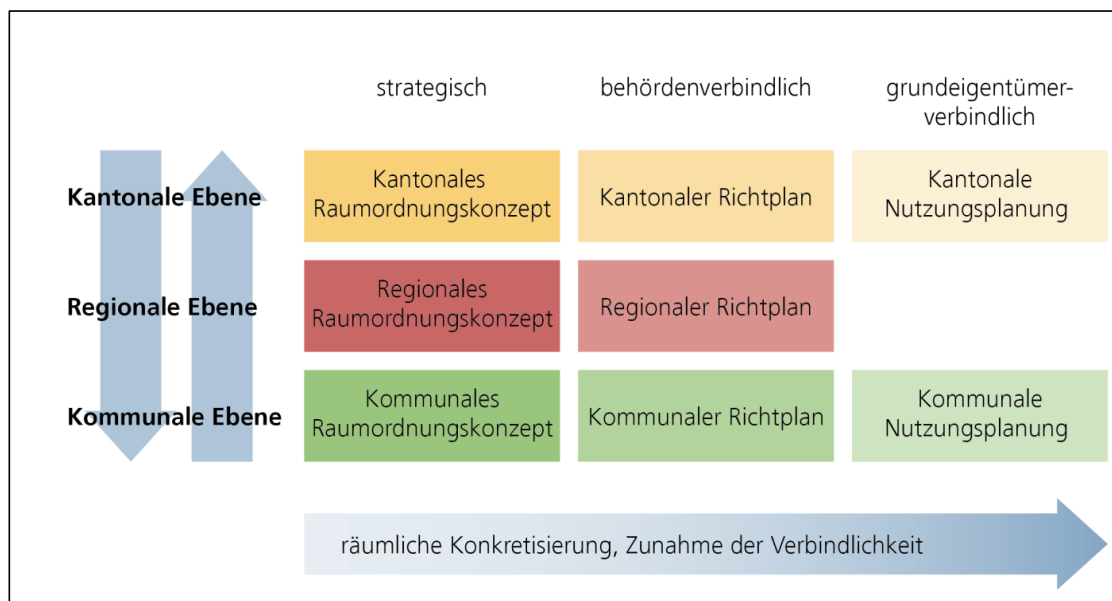 strategisch
behördenverbindlich
grundeigentümer-
verbindlich
Kantonale Ebene
Kantonales
Raumordnungskonzept
Kantonaler Richtplan
Kantonale
Nutzungsplanung
Regionale Ebene
Regionales
Raumordnungskonzept
Regionaler Richtplan
Kommunale Ebene
Kommunales
Raumordnungskonzept
Kommunaler Richtplan
Kommunale
Nutzungsplanung
räumliche Konkretisierung, Zunahme der Verbindlichkeit